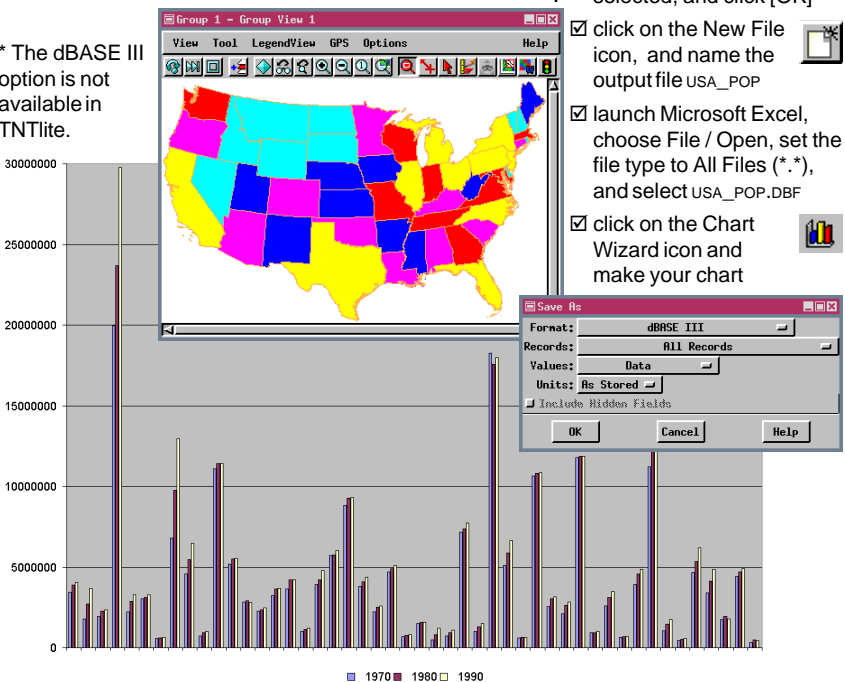 selected, and click [OK]
* The dBASE III
option is not
available in
TNTlite.
Group 1 - Group View 1
View Tool LegendView GPS Options Help
☑ click on the New File
icon, and name the
output file USA_POP
☑ launch Microsoft Excel,
choose File / Open, set the
file type to All Files (*.*),
and select USA_POP.DBF
☑ click on the Chart
Wizard icon and
make your chart
Save As
Format: dBASE III
Records: All Records
Values: Data
Units: As Stored
Include Hidden Fields
OK Cancel Help
30000000
25000000
20000000
15000000
10000000
5000000
0
1970 1980 1990